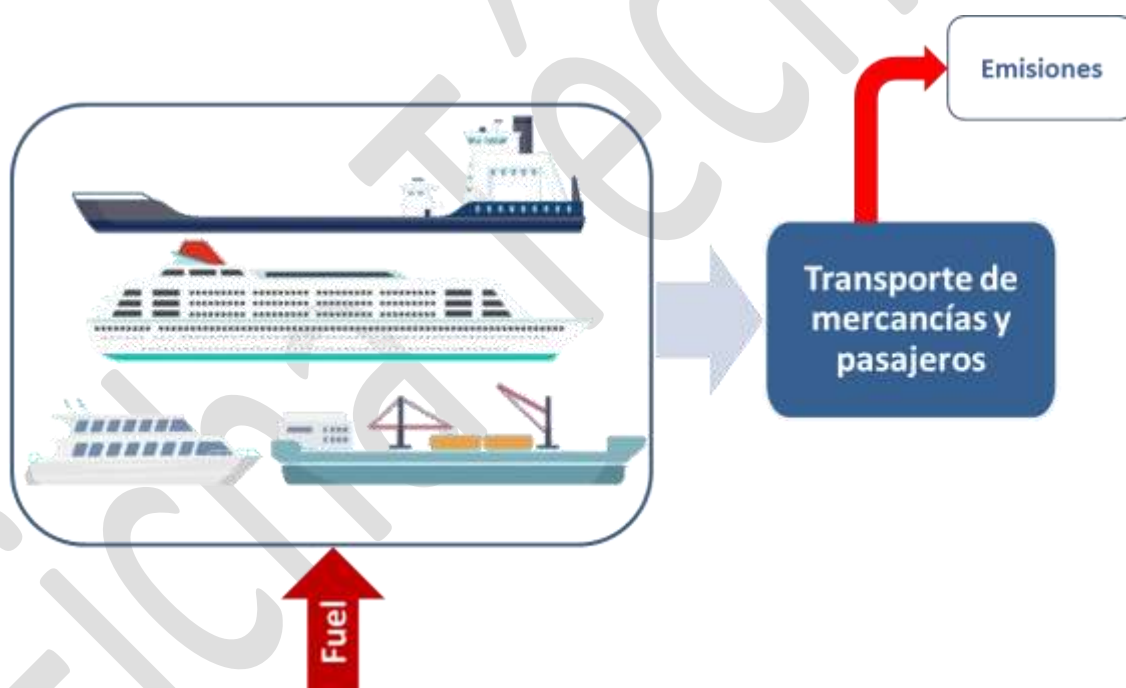 Emisiones
Transporte de
mercancías y
pasajeros
Fuel